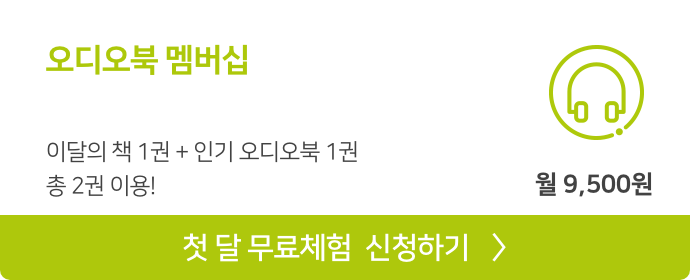 오디오북 멤버십
이달의 책 1권 + 인기 오디오북 1권
총 2권 이용!
월 9,500원
첫 달 무료체험 신청하기 >